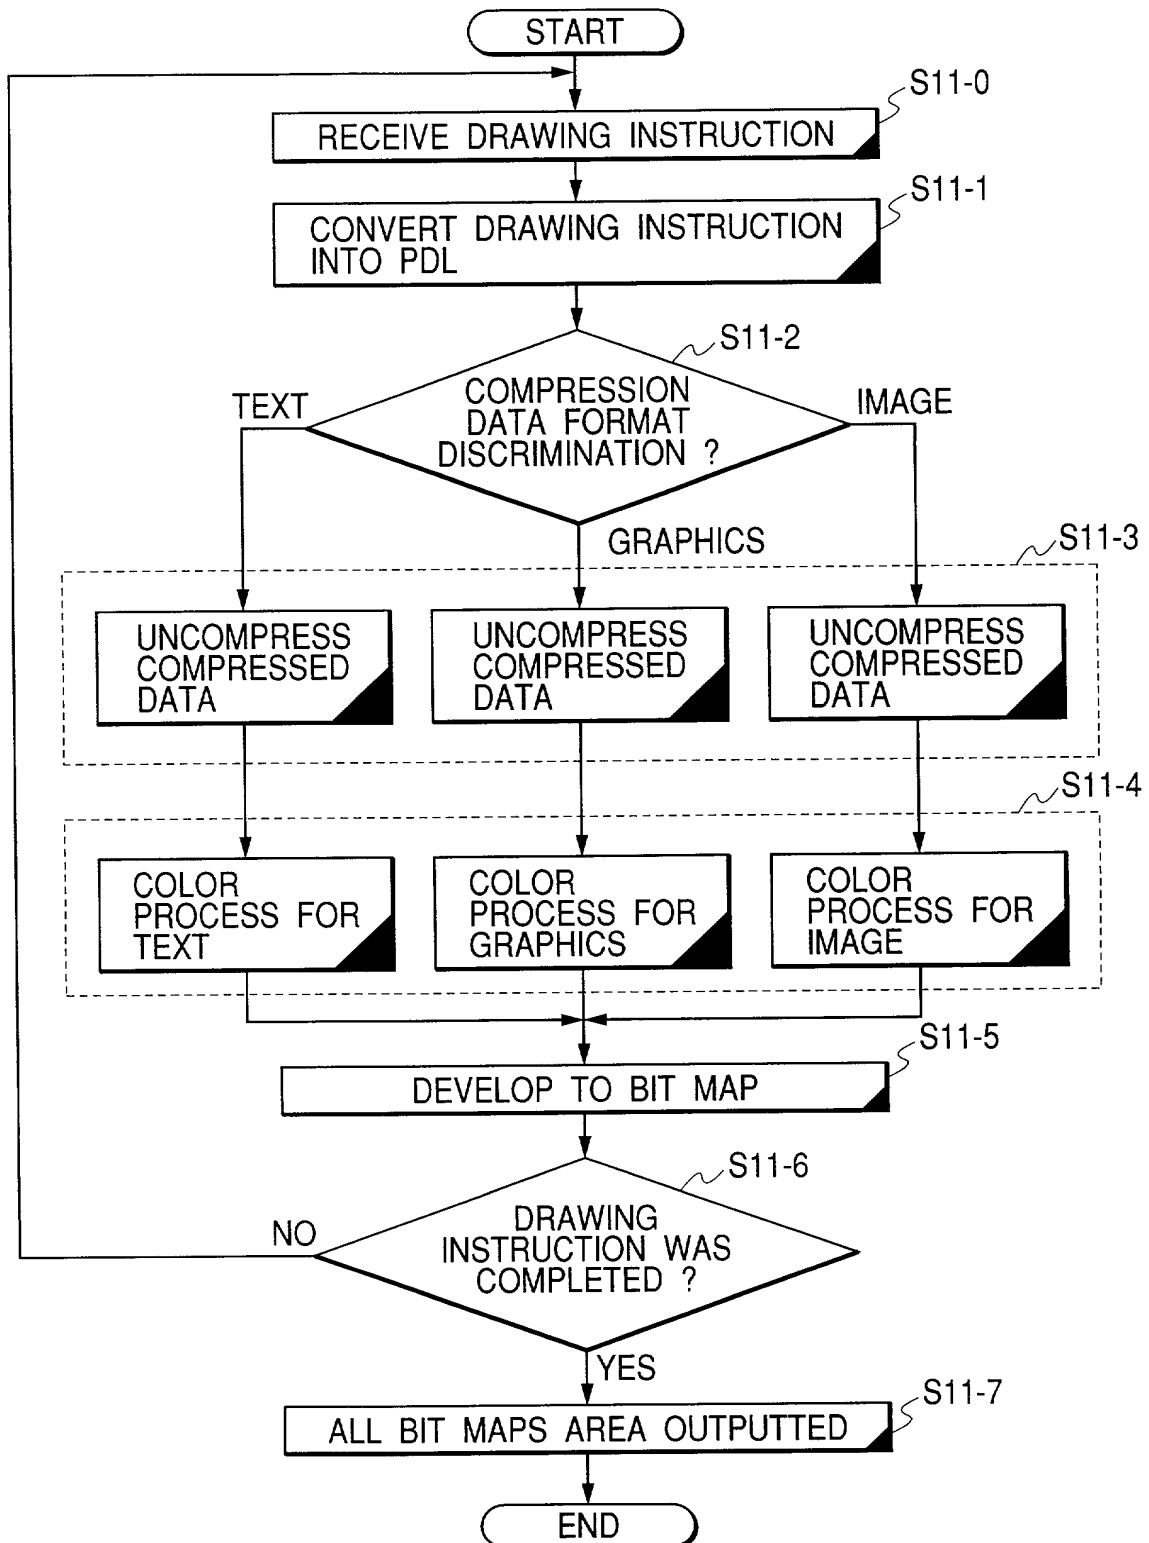 START
S11-0
RECEIVE DRAWING INSTRUCTION
S11-1
CONVERT DRAWING INSTRUCTION
INTO PDL
S11-2
COMPRESSION
DATA FORMAT
DISCRIMINATION ?
TEXT
IMAGE
GRAPHICS
S11-3
UNCOMPRESS
COMPRESSED
DATA
UNCOMPRESS
COMPRESSED
DATA
UNCOMPRESS
COMPRESSED
DATA
S11-4
COLOR
PROCESS FOR
TEXT
COLOR
PROCESS FOR
GRAPHICS
COLOR
PROCESS FOR
IMAGE
S11-5
DEVELOP TO BIT MAP
S11-6
DRAWING
INSTRUCTION WAS
COMPLETED ?
NO
YES
S11-7
ALL BIT MAPS AREA OUTPUTTED
END